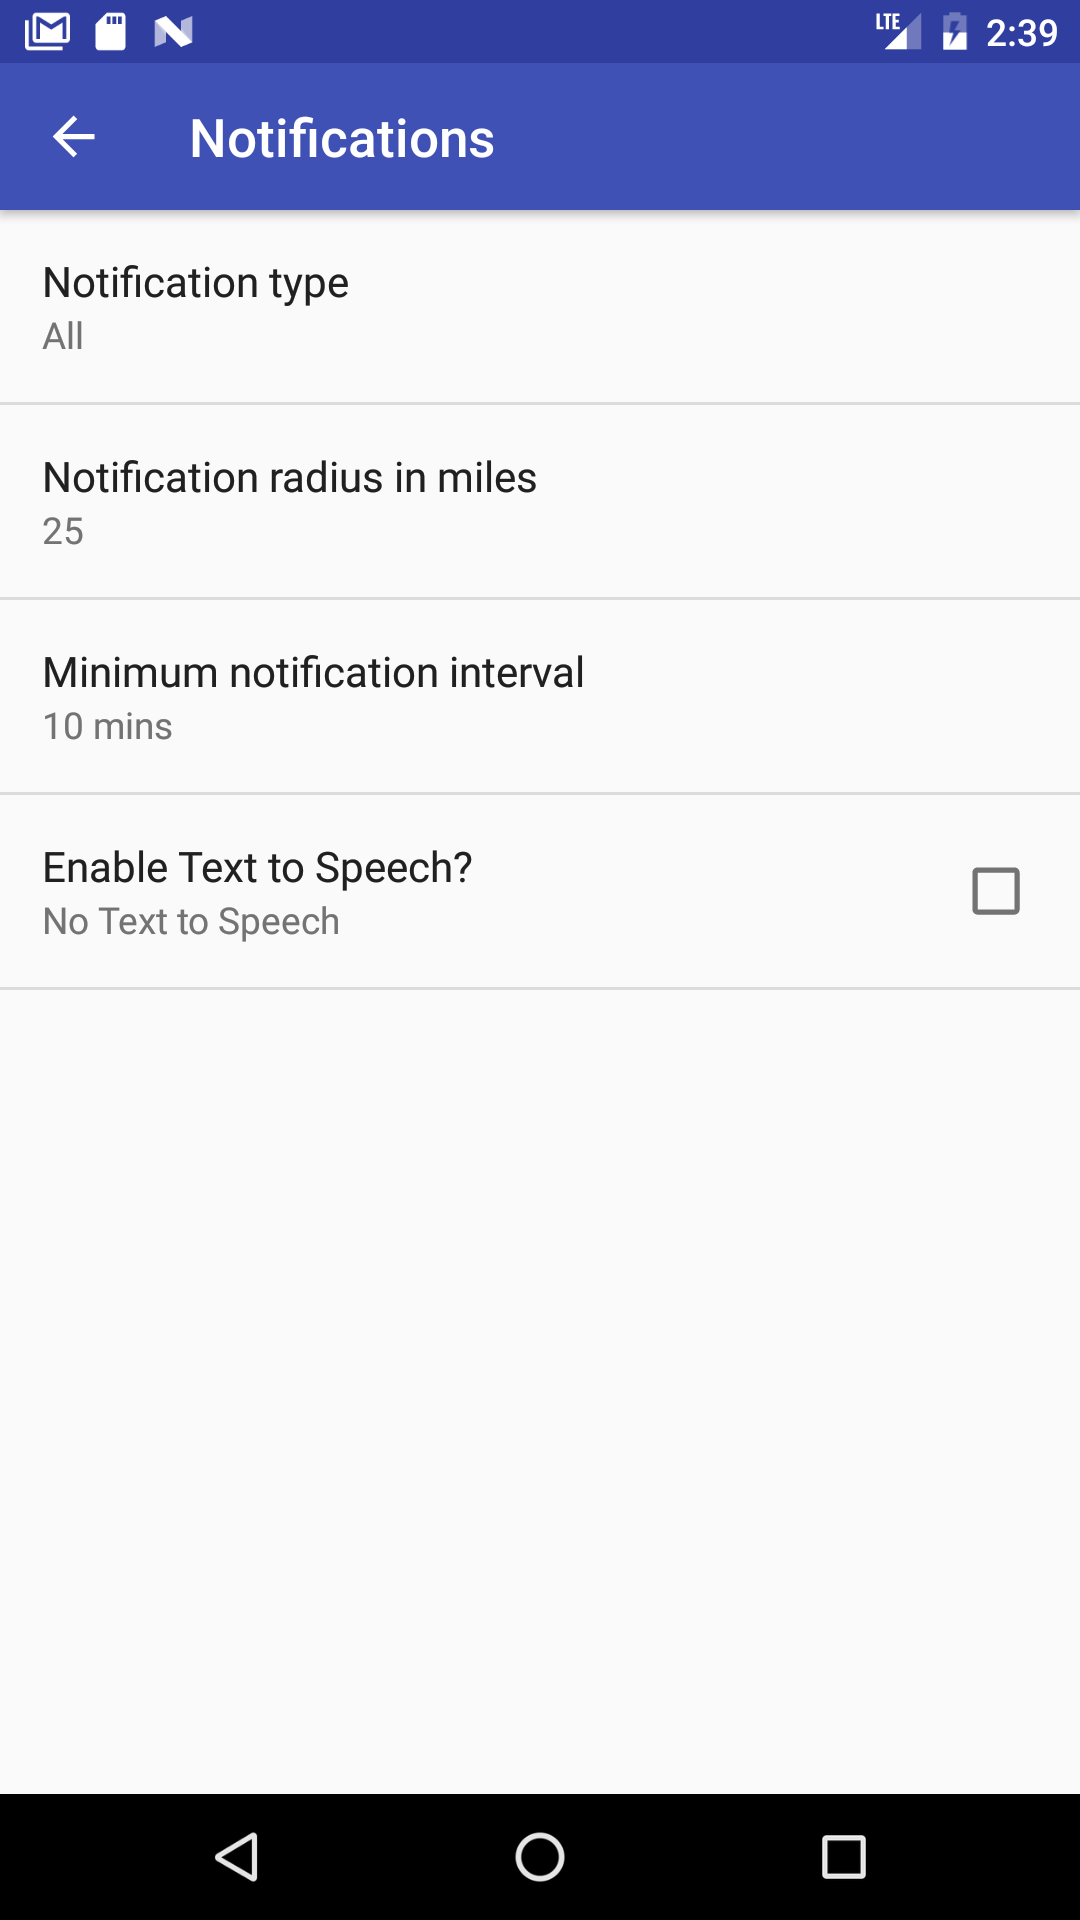 LTE 2:39
Notifications
Notification type
All
Notification radius in miles
25
Minimum notification interval
10 mins
Enable Text to Speech?
No Text to Speech